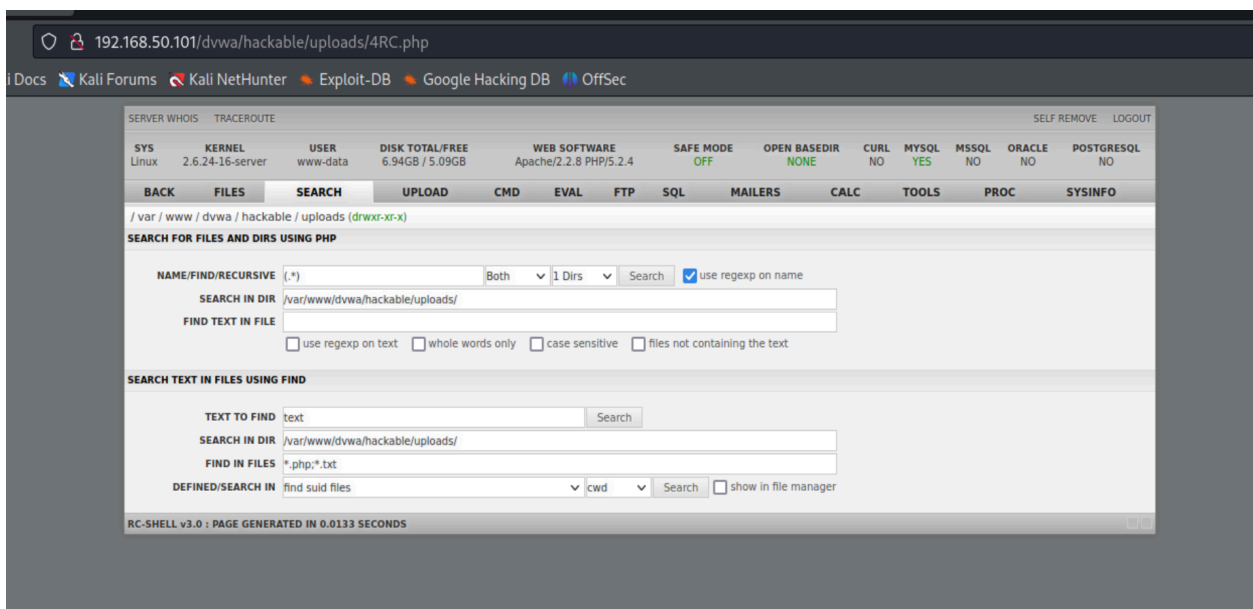 192.168.50.101/dvwa/hackable/uploads/4RC.php
Docs Kali Forums Kali NetHunter Exploit-DB Google Hacking DB OffSec
SERVER WHOIS TRACEROUTE SELF REMOVE LOGOUT
SYS KERNEL USER DISK TOTAL/FREE WEB SOFTWARE SAFE MODE OPEN BASEDIR CURL MYSQL MSSQL ORACLE POSTGRESQL
Linux 2.6.24-16-server www-data 6.94GB / 5.09GB Apache/2.2.8 PHP/5.2.4 OFF NONE NO YES NO NO NO
BACK FILES SEARCH UPLOAD CMD EVAL FTP SQL MAILERS CALC TOOLS PROC SYSINFO
/ var / www / dvwa / hackable / uploads (drwxr-xr-x)
SEARCH FOR FILES AND DIRS USING PHP
NAME/FIND/RECURSIVE (.*) Both 1 Dirs Search use regexp on name
SEARCH IN DIR /var/www/dvwa/hackable/uploads/
FIND TEXT IN FILE
use regexp on text whole words only case sensitive files not containing the text
SEARCH TEXT IN FILES USING FIND
TEXT TO FIND text Search
SEARCH IN DIR /var/www/dvwa/hackable/uploads/
FIND IN FILES *.php;*.txt
DEFINED/SEARCH IN find suid files cwd Search show in file manager
RC-SHELL v3.0 : PAGE GENERATED IN 0.0133 SECONDS